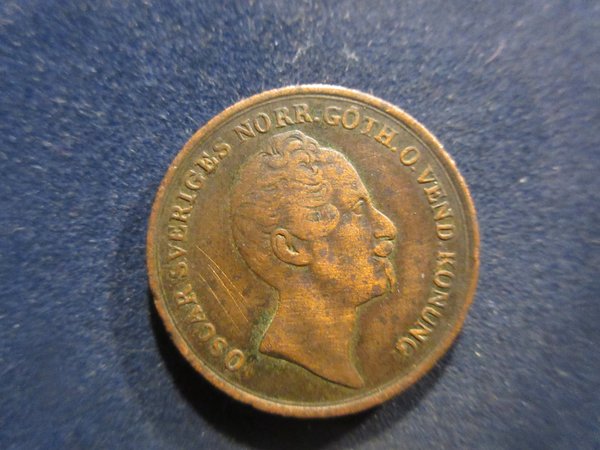 OSCAR SVERIGES NORR. GÖTH. O. VEND. KONUNG.